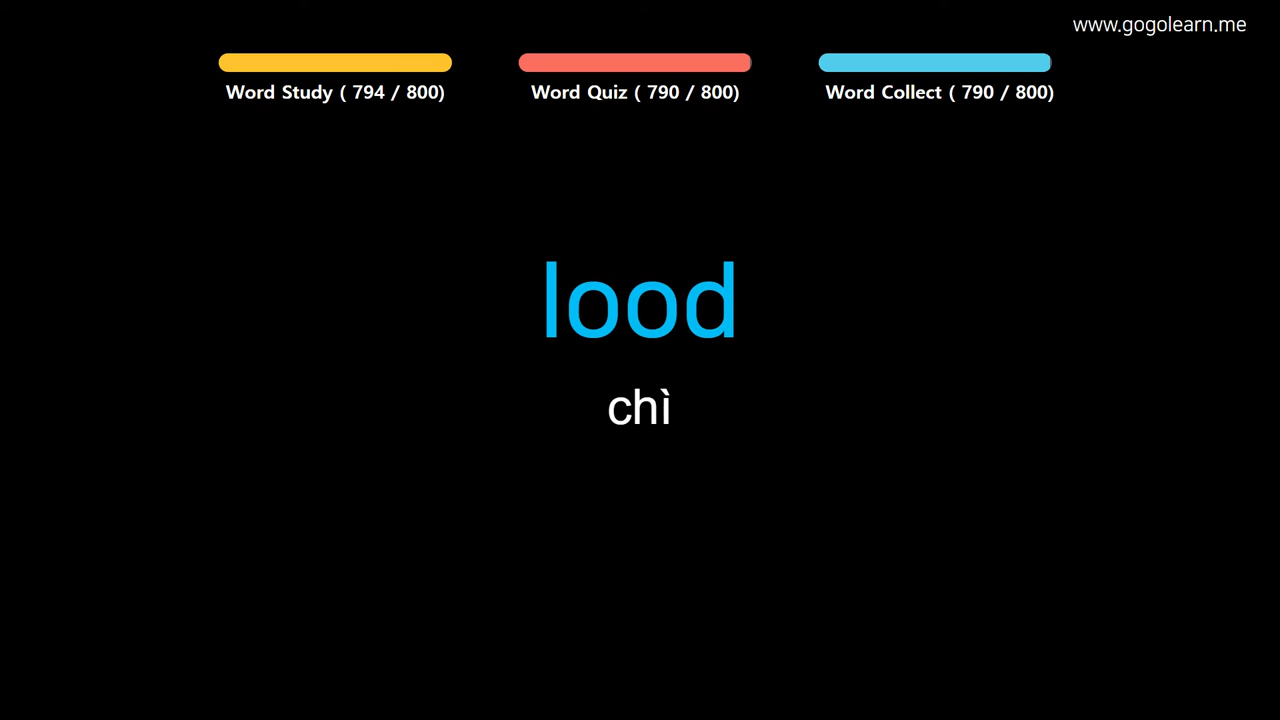 www.gogolearn.me
Word Study ( 794 / 800)
Word Quiz ( 790 / 800)
Word Collect ( 790 / 800)
lood
chì